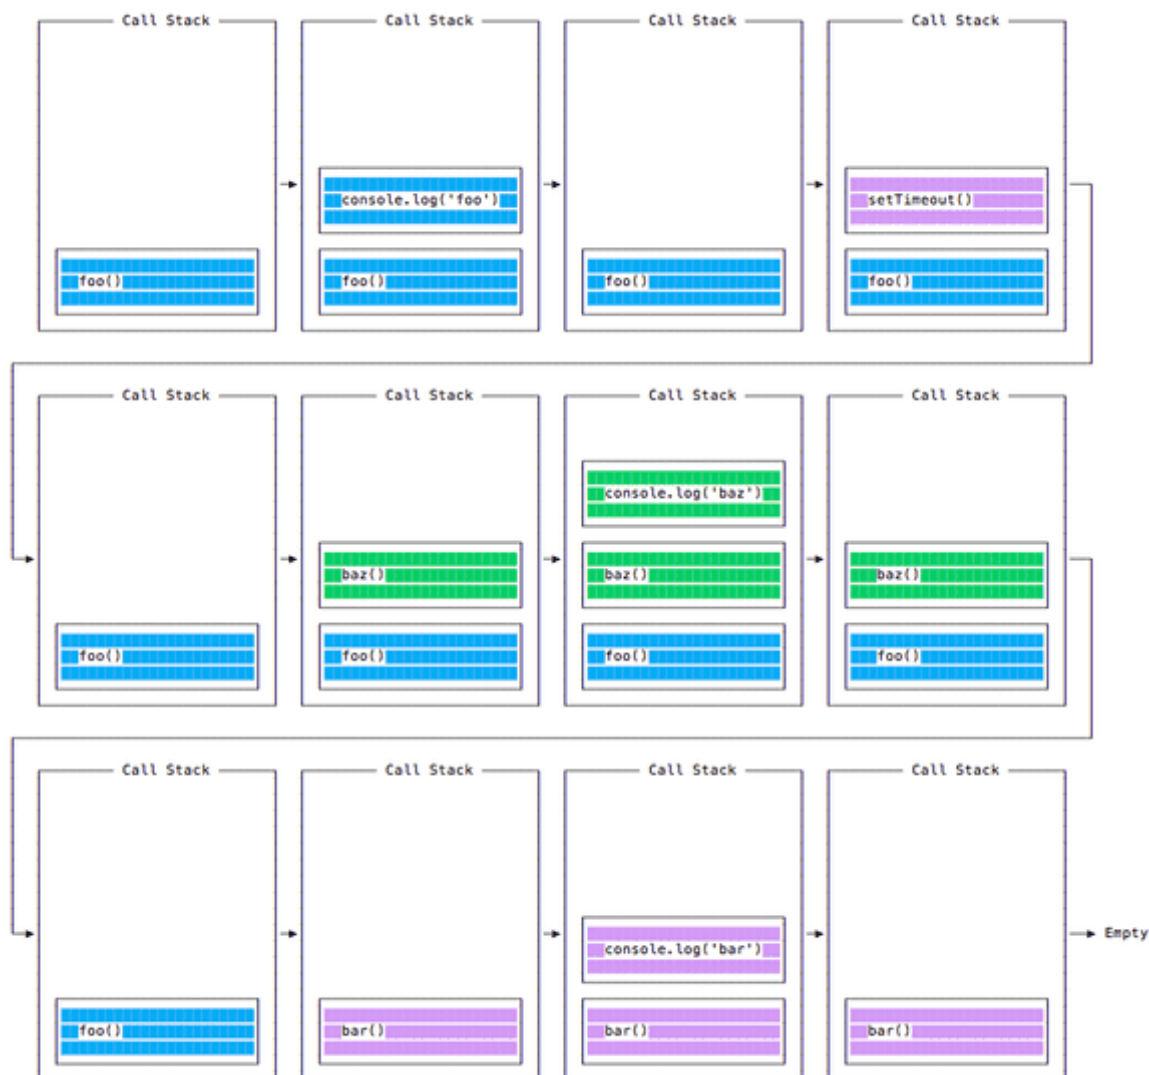 Call Stack
Call Stack
Call Stack
Call Stack
console.log('foo')
setTimeout()
foo()
foo()
foo()
foo()
Call Stack
Call Stack
Call Stack
Call Stack
console.log('baz')
baz()
baz()
baz()
foo()
foo()
foo()
foo()
Call Stack
Call Stack
Call Stack
Call Stack
Empty
console.log('bar')
foo()
bar()
bar()
bar()